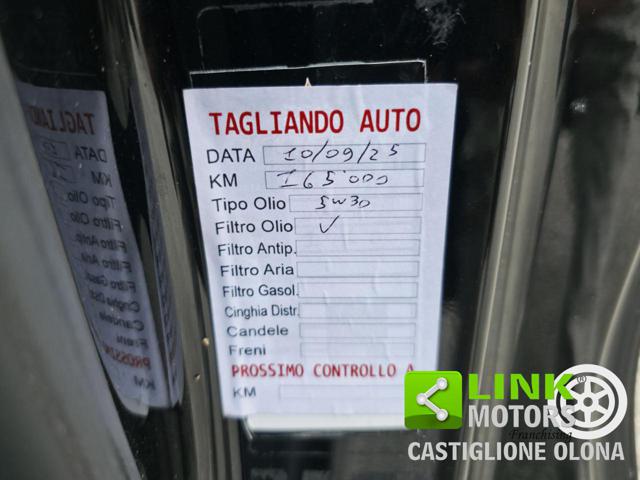 TAGLIANDO AUTO
DATA 10/09/25
KM 165'000
Tipo Olio 5w30
Filtro Olio ✓
Filtro Antip.
Filtro Aria
Filtro Gasol.
Cinghia Distr.
Candele
Freni
PROSSIMO CONTROLLO A
KM
LINK
MOTORS
Franchising
CASTIGLIONE OLONA